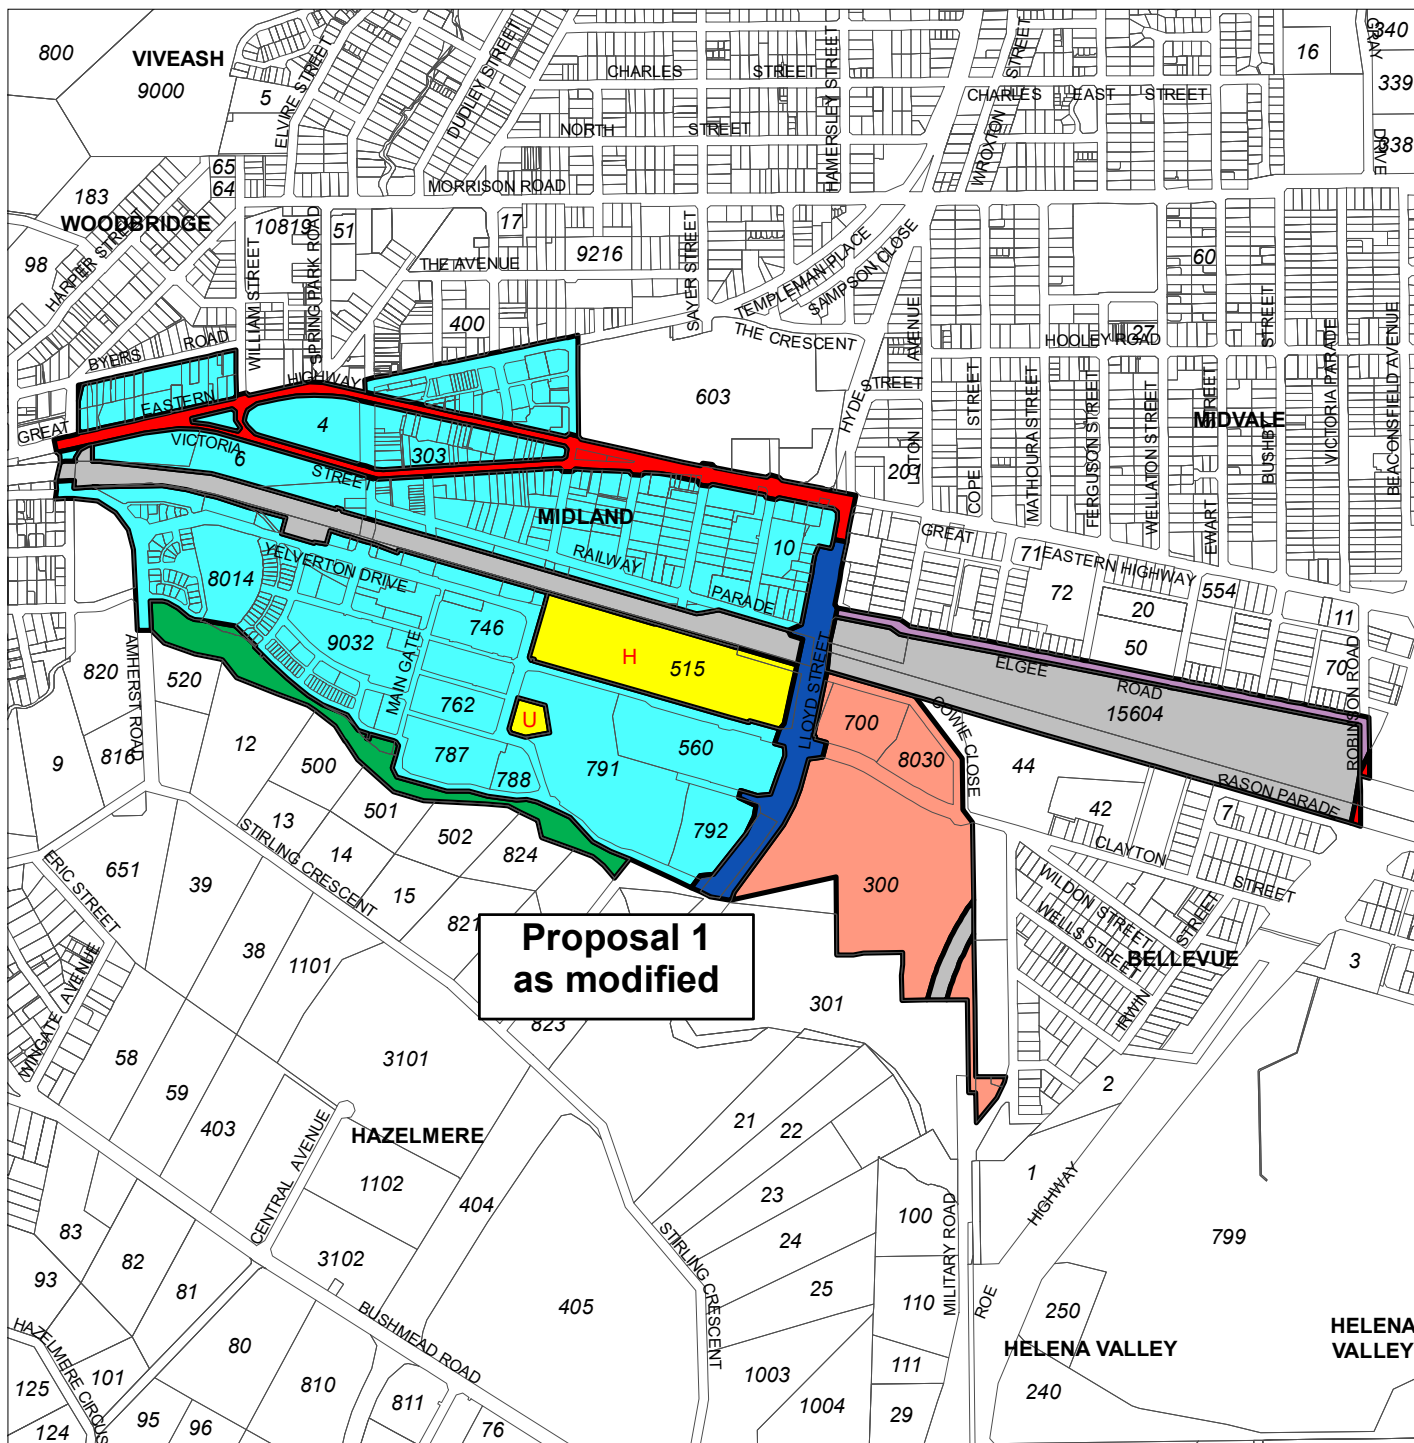 800
VIVEASH
9000
5
ELVIRE STREET
DUDLEY STREET
CHARLES STREET
HAMERSLEY STREET
WROXTON STREET
CHARLES EAST STREET
16
GRAY DRIVE
340
339
338
NORTH STREET
65
64
183
MORRISON ROAD
WOODBRIDGE
HARPER STREET
98
10819
51
17
9216
THE AVENUE
WILLIAM STREET
SPRING PARK ROAD
SAYER STREET
TEMPLEMAN PLACE
SAMPSON CLOSE
THE CRESCENT
60
400
BYERS ROAD
HOOLEY ROAD
27
603
HYDE STREET
AVENUE
COPE STREET
MATHOURA STREET
FERGUSON STREET
WELLATON STREET
EWART STREET
BUSHBY STREET
VICTORIA PARADE
BEACONSFIELD AVENUE
MIDVALE
GREAT EASTERN HIGHWAY
4
VICTORIA STREE
6
303
201
MIDLAND
10
RAILWAY PARADE
GREAT EASTERN HIGHWAY
71
72
20
50
554
11
70
YELVERTON DRIVE
8014
9032
746
H
515
ELGEE ROAD
15604
ROBINSON ROAD
RASON PARADE
MAIN GATE
LLOYD STREET
COWIE CLOSE
820
520
AMHERST ROAD
762
U
700
8030
44
9
816
12
500
787
788
791
560
42
7
CLAYTON STREET
13
501
502
824
792
14
STIRLING CRESCENT
ERIC STREET
651
39
15
821
300
WILDON STREET
WELLS STREET
IRWIN STREET
BELLEVUE
3
Proposal 1
as modified
38
1101
WINGATE AVENUE
301
823
58
59
3101
403
2
21
22
HAZELMERE
CENTRAL AVENUE
1102
404
23
100
1
ROE HIGHWAY
MILITARY ROAD
83
82
3102
24
799
93
81
STIRLING CRESCENT
25
110
250
405
HAZELMERE CIRCUS
80
BUSHMEAD ROAD
HELENA VALLEY
HELENA
VALLEY
125
101
810
811
1003
111
240
124
95
96
76
1004
29